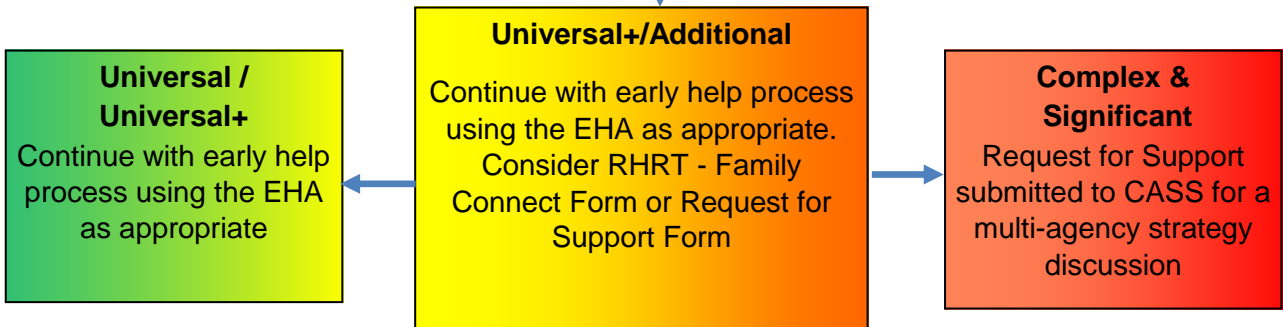 Universal /
Universal+
Continue with early help
process using the EHA
as appropriate
Universal+/Additional
Continue with early help process
using the EHA as appropriate.
Consider RHRT - Family
Connect Form or Request for
Support Form
Complex &
Significant
Request for Support
submitted to CASS for a
multi-agency strategy
discussion